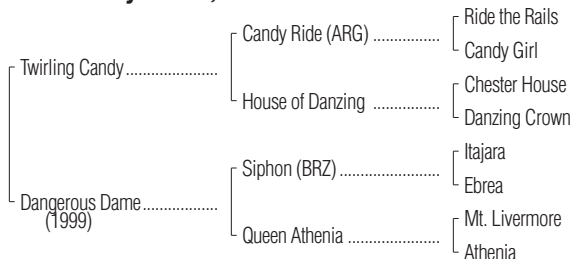 Ride the Rails
Candy Ride (ARG) ................
Candy Girl
Twirling Candy ......................
Chester House
House of Danzing ................
Danzing Crown
Itajara
Siphon (BRZ) ........................
Ebrea
Dangerous Dame ..................
(1999)
Mt. Livermore
Queen Athenia ......................
Athenia